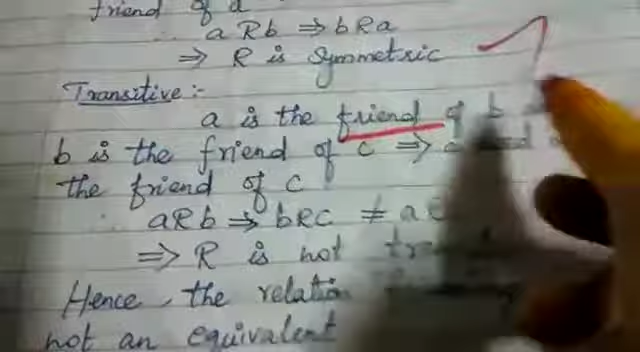 friend of a
∴ aRb ⇒ bRa
⇒ R is Symmetric
Transitive :-
a is the friend of b
b is the friend of c ⇒ a
the friend of c
∴ aRb ⇒ bRc ≠ a
⇒ R is not
Hence, the relation
not an equivalent